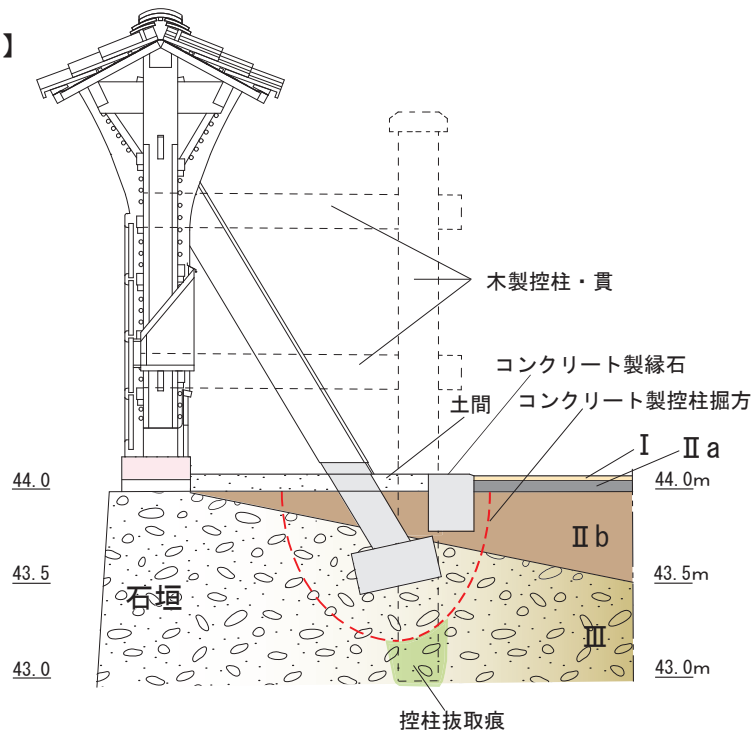 】
木製控柱・貫
コンクリート製縁石
土間
コンクリート製控柱掘方
Ⅰ
Ⅱa
44.0
44.0m
Ⅱb
43.5
43.5m
石垣
Ⅲ
43.0
43.0m
控柱抜取痕